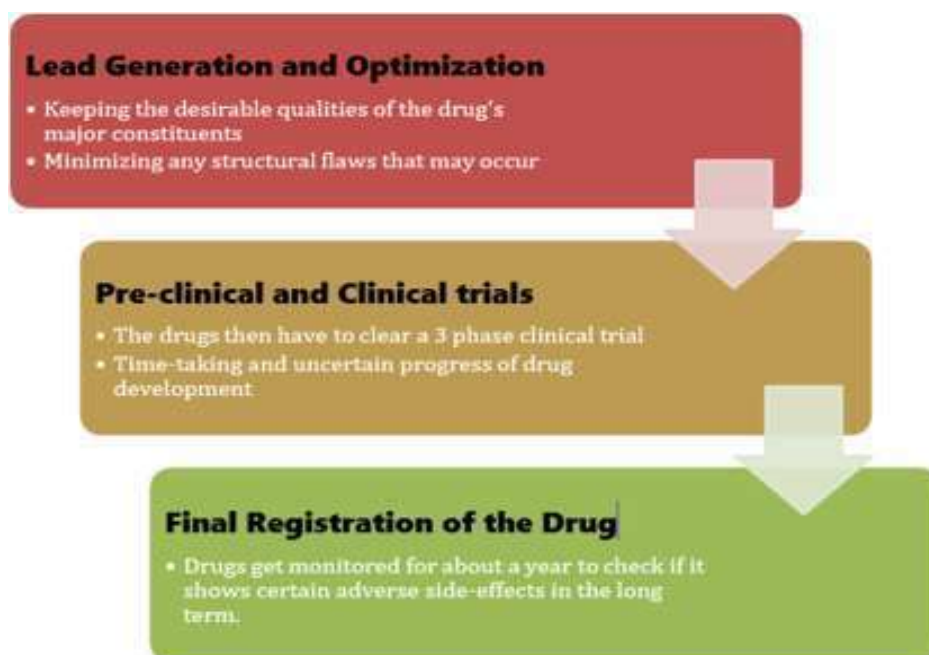 Lead Generation and Optimization
• Keeping the desirable qualities of the drug's
major constituents
• Minimizing any structural flaws that may occur
Pre-clinical and Clinical trials
• The drugs then have to clear a 3 phase clinical trial
• Time-taking and uncertain progress of drug
development
Final Registration of the Drug
• Drugs get monitored for about a year to check if it
shows certain adverse side-effects in the long
term.